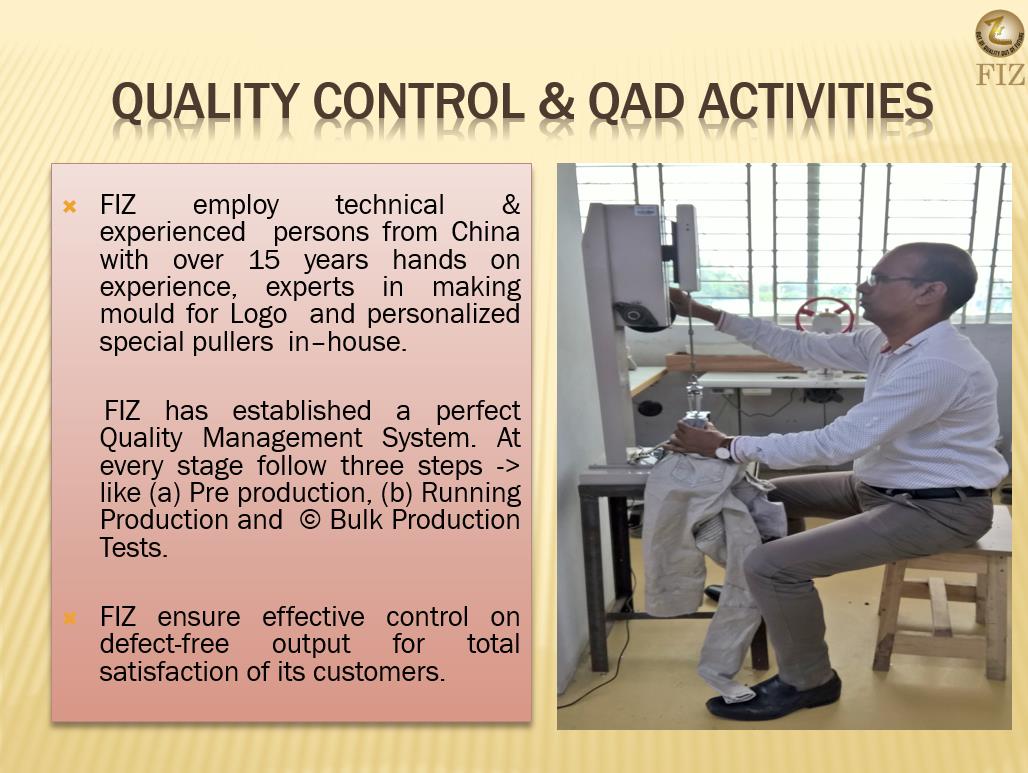 FIZ
QUALITY CONTROL & QAD ACTIVITIES
FIZ employ technical &
experienced persons from China
with over 15 years hands on
experience, experts in making
mould for Logo and personalized
special pullers in–house.
FIZ has established a perfect
Quality Management System. At
every stage follow three steps ->
like (a) Pre production, (b) Running
Production and © Bulk Production
Tests.
FIZ ensure effective control on
defect-free output for total
satisfaction of its customers.